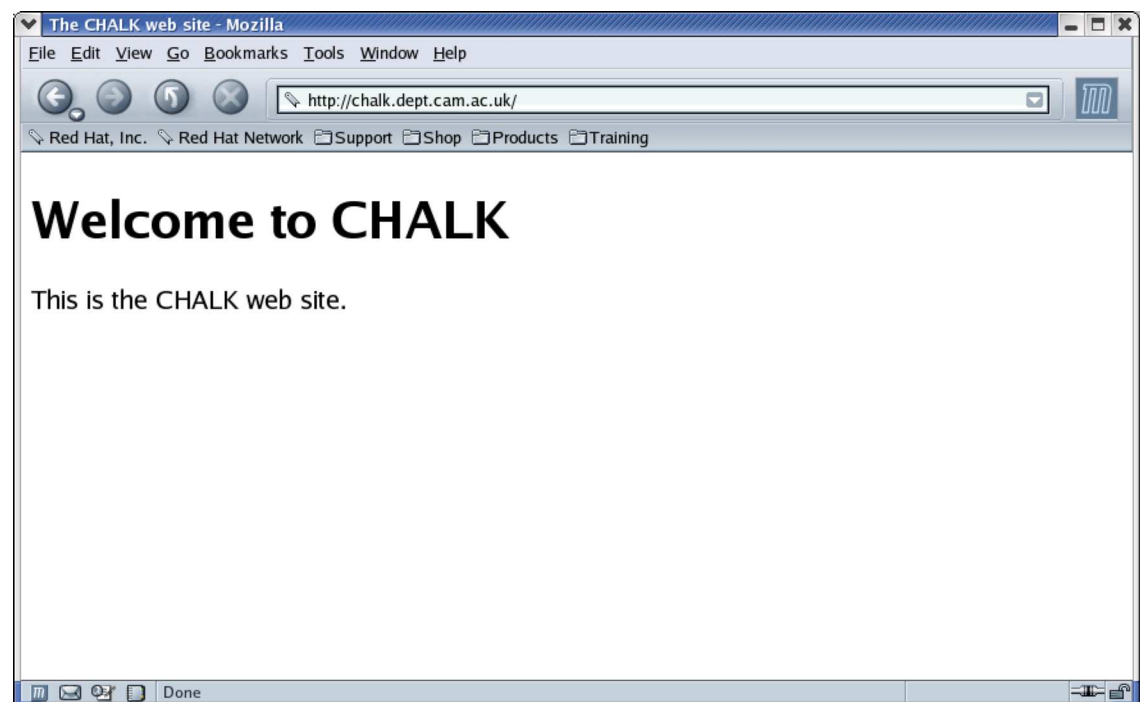 The CHALK web site - Mozilla
File Edit View Go Bookmarks Tools Window Help
http://chalk.dept.cam.ac.uk/
Red Hat, Inc. Red Hat Network Support Shop Products Training
Welcome to CHALK
This is the CHALK web site.
Done